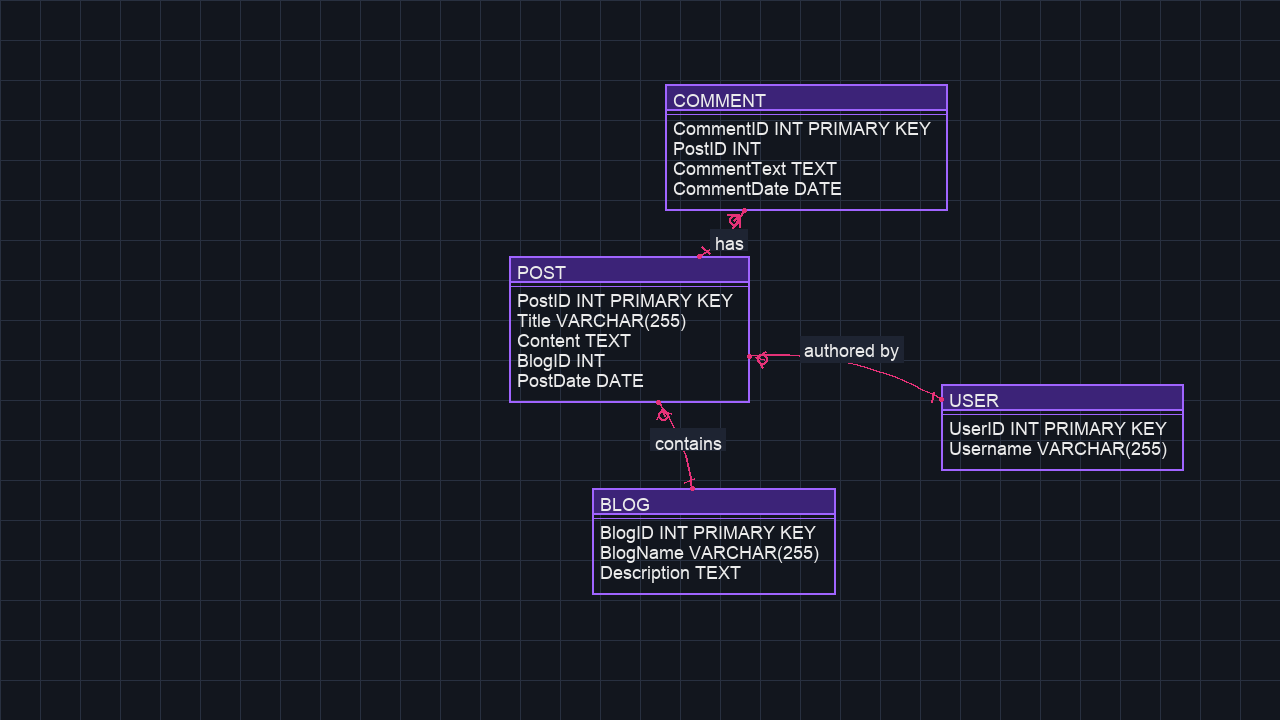 COMMENT
CommentID INT PRIMARY KEY
PostID INT
CommentText TEXT
CommentDate DATE
has
POST
PostID INT PRIMARY KEY
Title VARCHAR(255)
Content TEXT
BlogID INT
PostDate DATE
authored by
USER
UserID INT PRIMARY KEY
Username VARCHAR(255)
contains
BLOG
BlogID INT PRIMARY KEY
BlogName VARCHAR(255)
Description TEXT